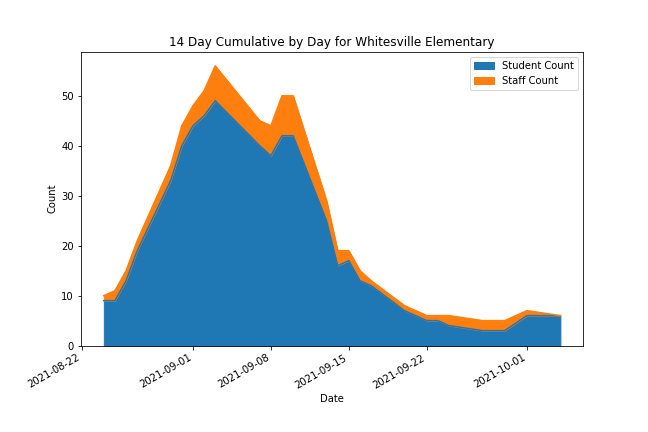 14 Day Cumulative by Day for Whitesville Elementary
Student Count
Staff Count
50
40
30
20
10
0
Count
2021-08-22
2021-09-01
2021-09-08
2021-09-15
2021-09-22
2021-10-01
Date